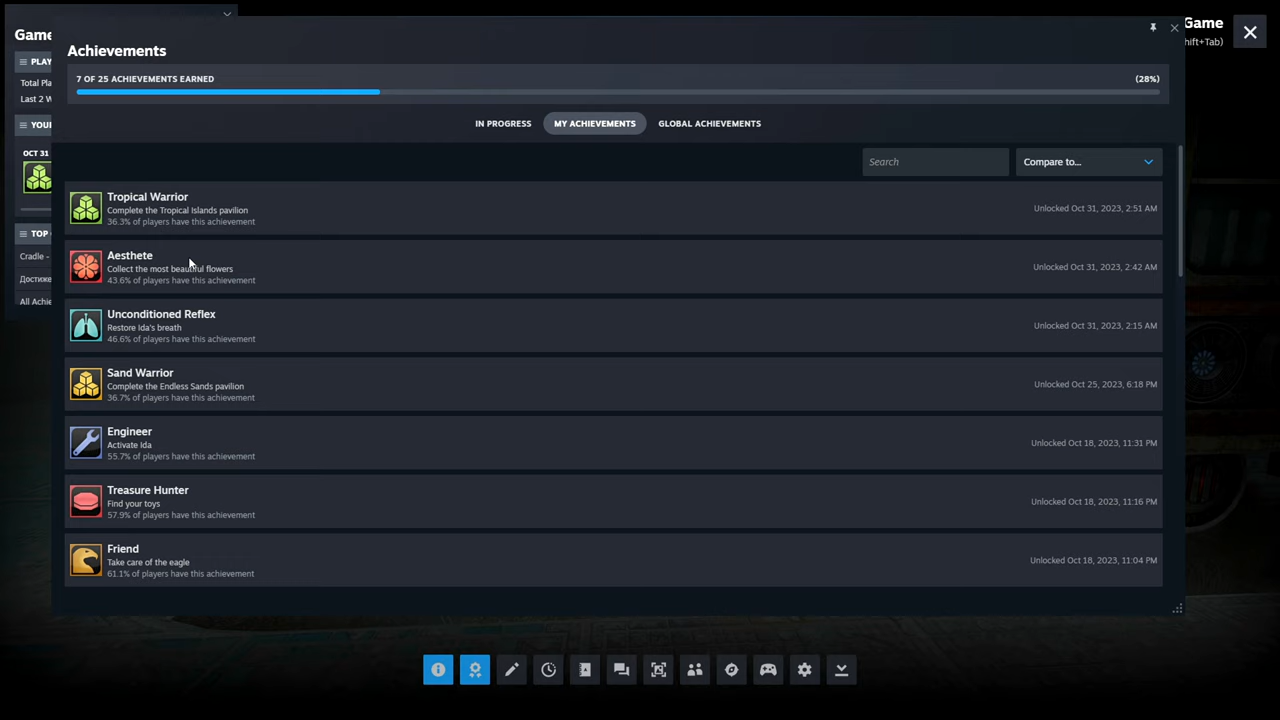 Game
PLAY
Total Pla
Last 2 W
YOUR
OCT 31
TOP
Cradle -
Достиже
All Achie
Achievements
7 OF 25 ACHIEVEMENTS EARNED
(28%)
IN PROGRESS
MY ACHIEVEMENTS
GLOBAL ACHIEVEMENTS
Search
Compare to...
Tropical Warrior
Complete the Tropical Islands pavilion
36.3% of players have this achievement
Unlocked Oct 31, 2023, 2:51 AM
Aesthete
Collect the most beautiful flowers
43.6% of players have this achievement
Unlocked Oct 31, 2023, 2:42 AM
Unconditioned Reflex
Restore Ida's breath
46.6% of players have this achievement
Unlocked Oct 31, 2023, 2:15 AM
Sand Warrior
Complete the Endless Sands pavilion
36.7% of players have this achievement
Unlocked Oct 25, 2023, 6:18 PM
Engineer
Activate Ida
55.7% of players have this achievement
Unlocked Oct 18, 2023, 11:31 PM
Treasure Hunter
Find your toys
57.9% of players have this achievement
Unlocked Oct 18, 2023, 11:16 PM
Friend
Take care of the eagle
61.1% of players have this achievement
Unlocked Oct 18, 2023, 11:04 PM
Game
hift+Tab)